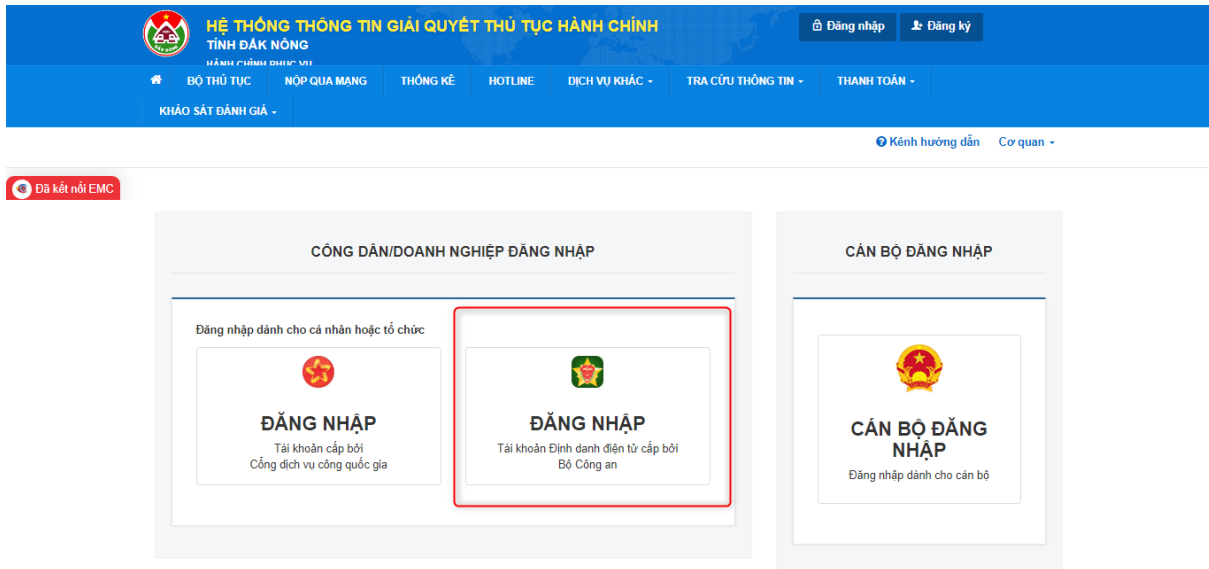 HỆ THỐNG THÔNG TIN GIẢI QUYẾT THỦ TỤC HÀNH CHÍNH
TỈNH ĐẮK NÔNG
HÀNH CHÍNH PHỤC VỤ
Đăng nhập
Đăng ký
BỘ THỦ TỤC
NỘP QUA MẠNG
THỐNG KÊ
HOTLINE
DỊCH VỤ KHÁC
TRA CỨU THÔNG TIN
THANH TOÁN
KHẢO SÁT ĐÁNH GIÁ
Kênh hướng dẫn
Cơ quan
Đã kết nối EMC
CÔNG DÂN/DOANH NGHIỆP ĐĂNG NHẬP
Đăng nhập dành cho cá nhân hoặc tổ chức
ĐĂNG NHẬP
Tài khoản cấp bởi
Cổng dịch vụ công quốc gia
ĐĂNG NHẬP
Tài khoản Định danh điện tử cấp bởi
Bộ Công an
CÁN BỘ ĐĂNG NHẬP
CÁN BỘ ĐĂNG
NHẬP
Đăng nhập dành cho cán bộ